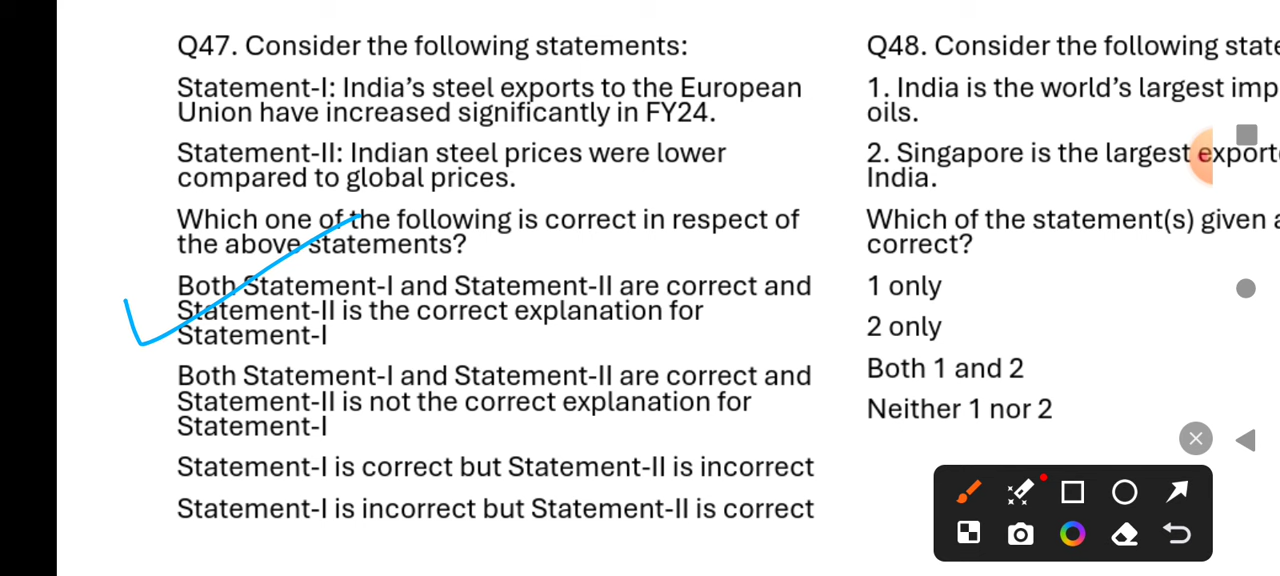 Q47. Consider the following statements:
Statement-I: India’s steel exports to the European
Union have increased significantly in FY24.
Statement-II: Indian steel prices were lower
compared to global prices.
Which one of the following is correct in respect of
the above statements?
Both Statement-I and Statement-II are correct and
Statement-II is the correct explanation for
Statement-I
Both Statement-I and Statement-II are correct and
Statement-II is not the correct explanation for
Statement-I
Statement-I is correct but Statement-II is incorrect
Statement-I is incorrect but Statement-II is correct
Q48. Consider the following
1. India is the world’s largest
oils.
2. Singapore is the largest
India.
Which of the statement(s) given
correct?
1 only
2 only
Both 1 and 2
Neither 1 nor 2